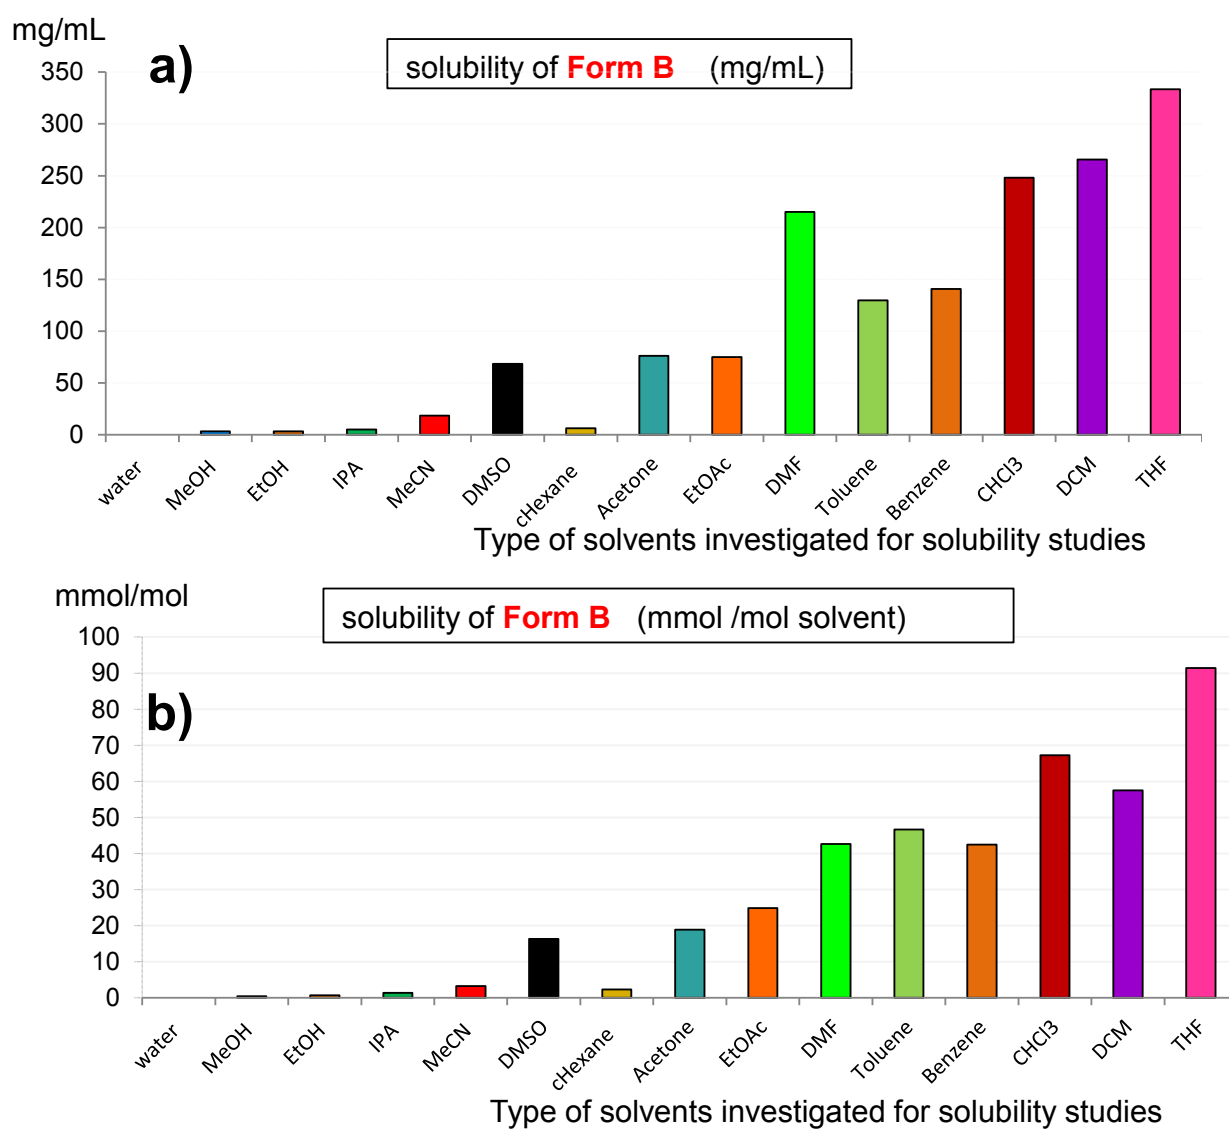 mg/mL
a)
solubility of Form B (mg/mL)
350
300
250
200
150
100
50
0
water
MeOH
EtOH
IPA
MeCN
DMSO
cHexane
Acetone
EtOAc
DMF
Toluene
Benzene
CHCl3
DCM
THF
Type of solvents investigated for solubility studies
mmol/mol
solubility of Form B (mmol /mol solvent)
b)
100
90
80
70
60
50
40
30
20
10
0
water
MeOH
EtOH
IPA
MeCN
DMSO
cHexane
Acetone
EtOAc
DMF
Toluene
Benzene
CHCl3
DCM
THF
Type of solvents investigated for solubility studies